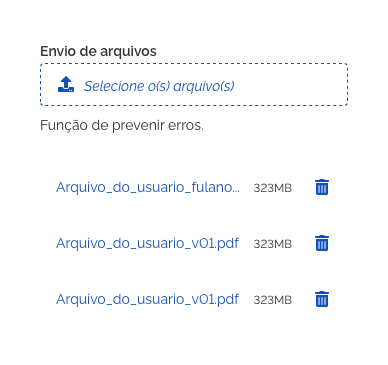 Envio de arquivos
Selecione o(s) arquivo(s)
Função de prevenir erros.
Arquivo_do_usuario_fulano... 323MB
Arquivo_do_usuario_v01.pdf 323MB
Arquivo_do_usuario_v01.pdf 323MB